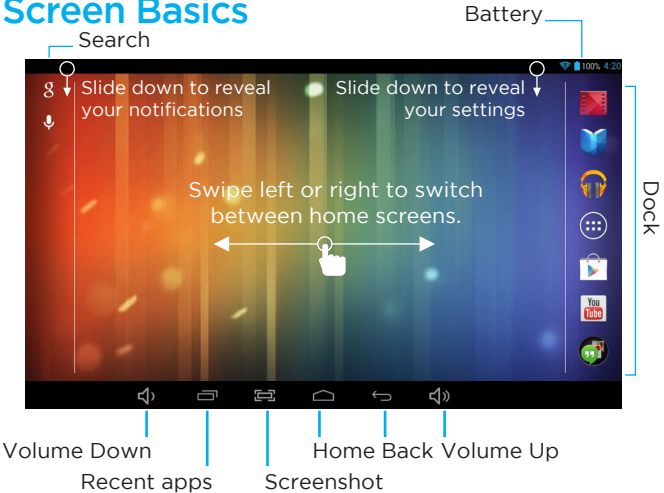 Screen Basics
Battery
Search
100% 4:20
g
Slide down to reveal
your notifications
Slide down to reveal
your settings
Swipe left or right to switch
between home screens.
Dock
You
Tube
Volume Down
Home Back Volume Up
Recent apps
Screenshot